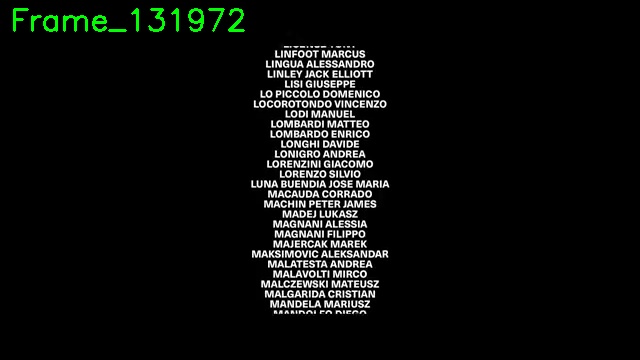 Frame_131972
LINFOOT MARCUS
LINGUA ALESSANDRO
LINLEY JACK ELLIOTT
LISI GIUSEPPE
LO PICCOLO DOMENICO
LOCOROTONDO VINCENZO
LODI MANUEL
LOMBARDI MATTEO
LOMBARDO ENRICO
LONGHI DAVIDE
LONIGRO ANDREA
LORENZINI GIACOMO
LORENZO SILVIO
LUNA BUENDIA JOSE MARIA
MACAUDA CORRADO
MACHIN PETER JAMES
MADEJ LUKASZ
MAGNANI ALESSIA
MAGNANI FILIPPO
MAJERCAK MAREK
MAKSIMOVIC ALEKSANDAR
MALATESTA ANDREA
MALAVOLTI MIRCO
MALCZEWSKI MATEUSZ
MALGARIDA CRISTIAN
MANDELA MARIUSZ
MANDOLFO DIEGO